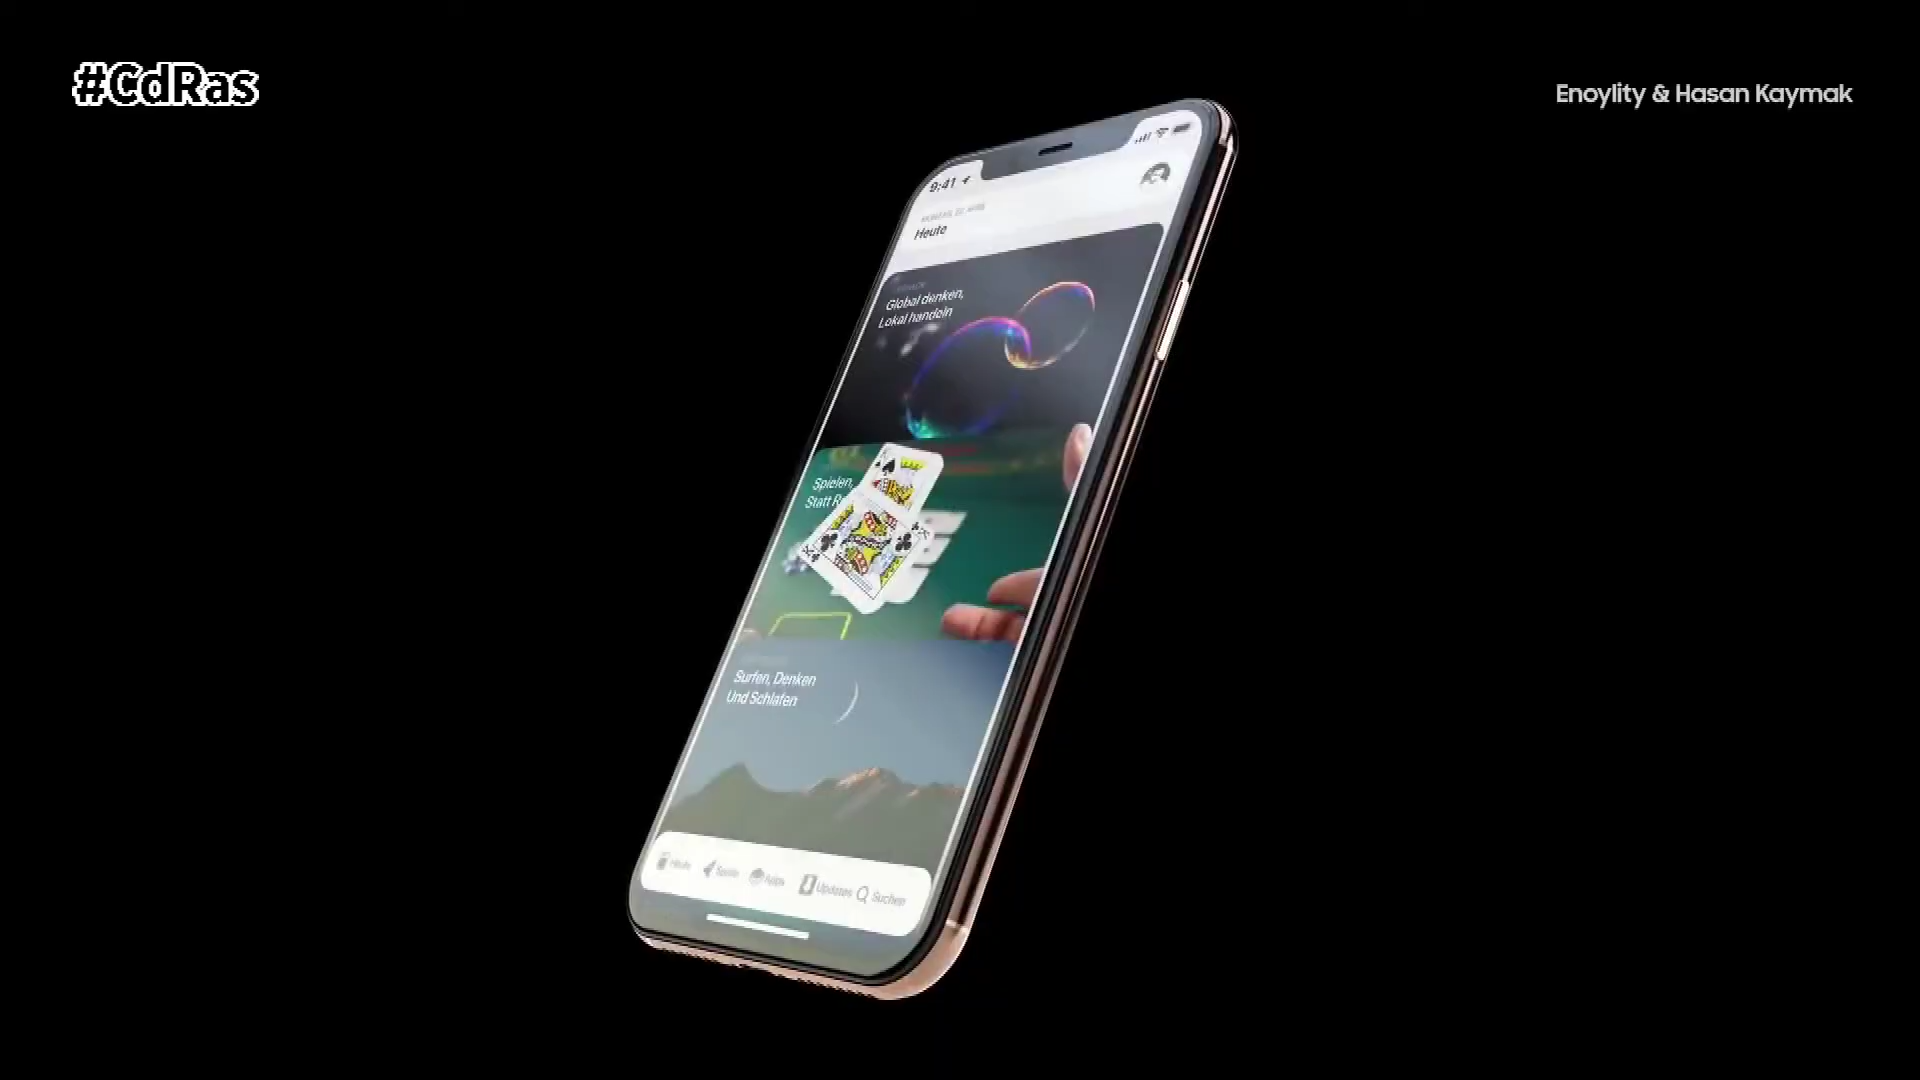 #CdRas
Enoylity & Hasan Kaymak
9:41
Heute
Global denken,
Lokal handeln
Spielen,
Statt
Surfen, Denken
Und Schlafen
Heute
Spiele
Apps
Updates
Suchen